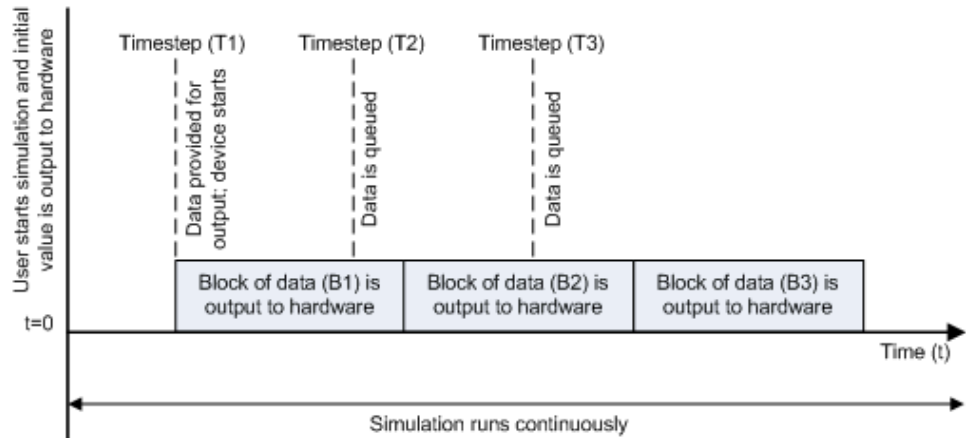 User starts simulation and initial
value is output to hardware
Timestep (T1)
Timestep (T2)
Timestep (T3)
Data provided for
output; device starts
Data is queued
Data is queued
Block of data (B1) is
output to hardware
Block of data (B2) is
output to hardware
Block of data (B3) is
output to hardware
t=0
Time (t)
Simulation runs continuously